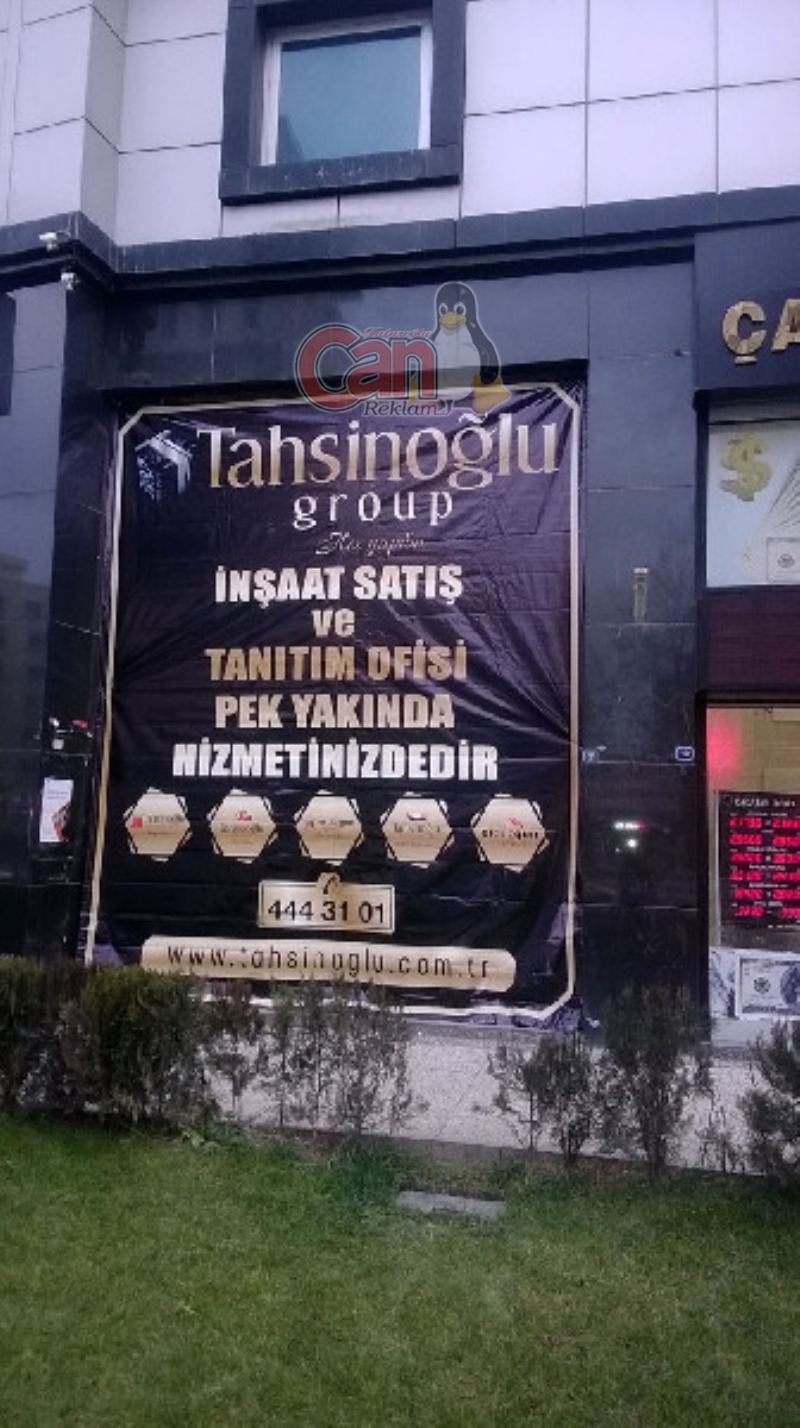 Can
Reklam
ÇA
Tahsinoğlu
group
İNŞAAT SATIŞ
ve
TANITIM OFİSİ
PEK YAKINDA
HİZMETİNİZDEDİR
444 31 01
www.tahsinoglu.com.tr